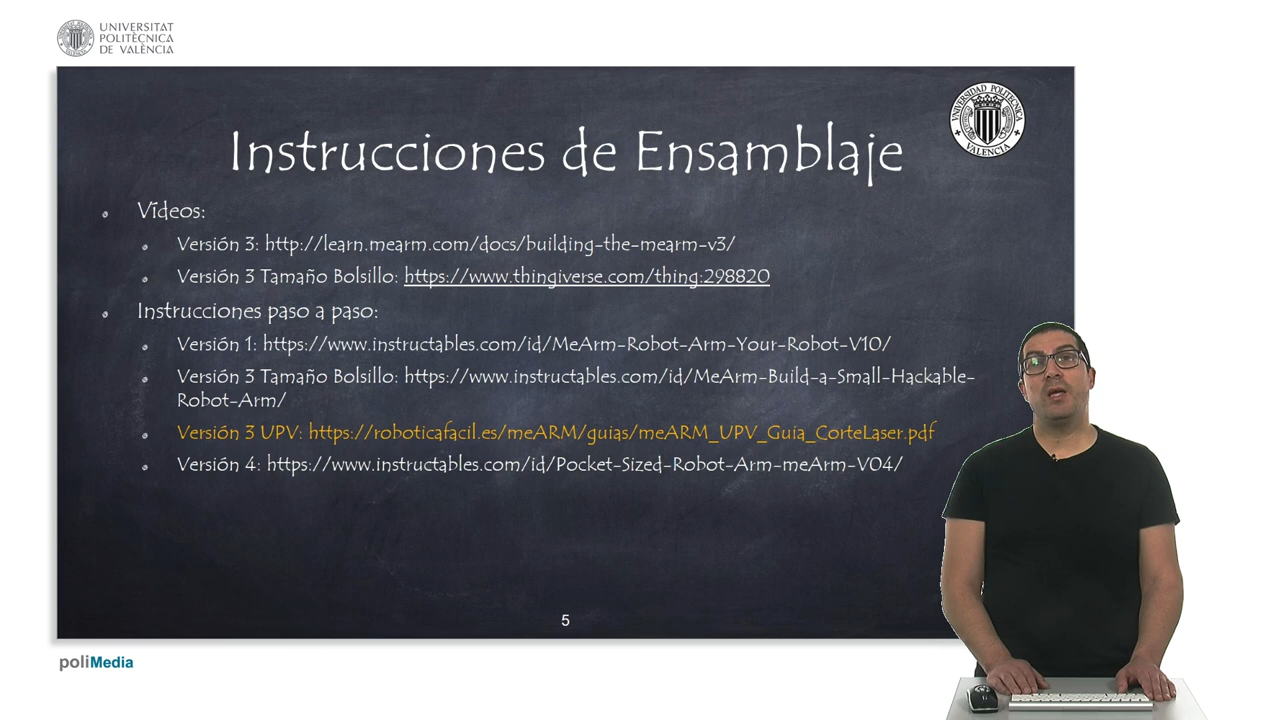 UNIVERSITAT
POLITÈCNICA
DE VALÈNCIA
UNIVERSIDAD POLITECNICA
VALENCIA
Instrucciones de Ensamblaje
Vídeos:
Versión 3: http://learn.mearm.com/docs/building-the-mearm-v3/
Versión 3 Tamaño Bolsillo: https://www.thingiverse.com/thing:298820
Instrucciones paso a paso:
Versión 1: https://www.instructables.com/id/MeArm-Robot-Arm-Your-Robot-V10/
Versión 3 Tamaño Bolsillo: https://www.instructables.com/id/MeArm-Build-a-Small-Hackable-
Robot-Arm/
Versión 3 UPV: https://roboticafacil.es/meARM/guias/meARM_UPV_Guia_CorteLaser.pdf
Versión 4: https://www.instructables.com/id/Pocket-Sized-Robot-Arm-meArm-V04/
5
poliMedia